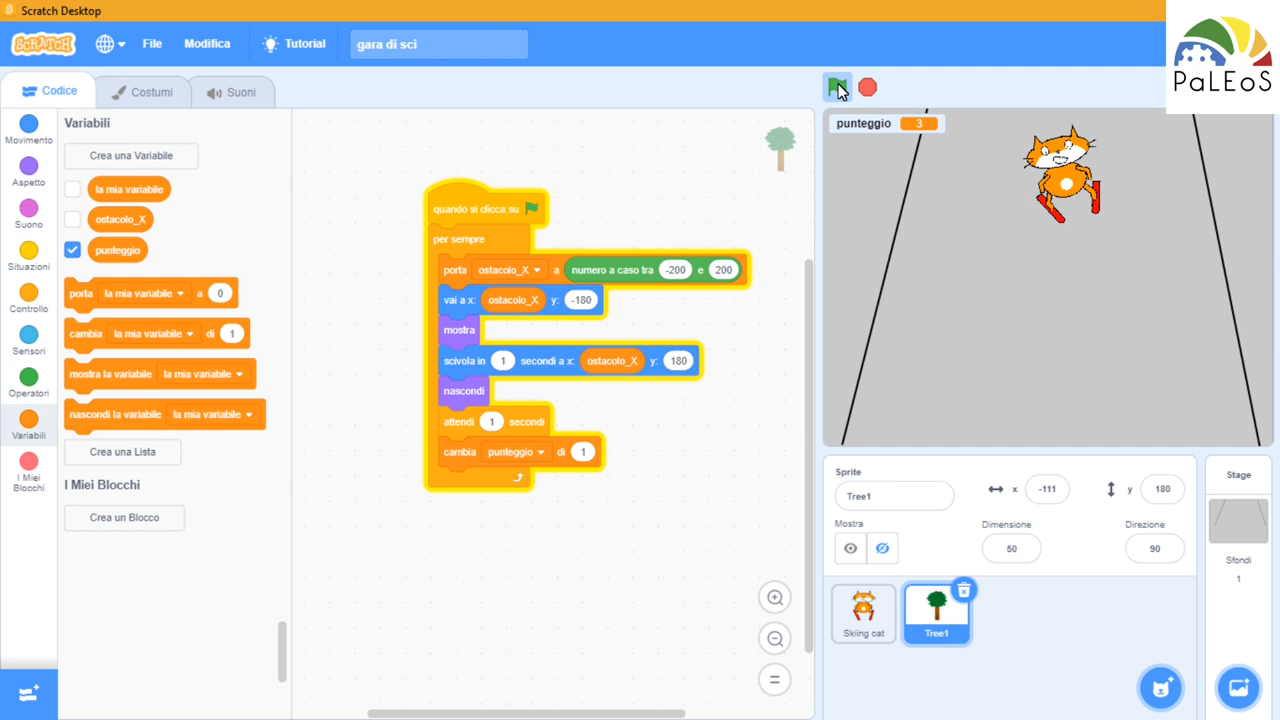 Scratch Desktop
SCRATCH File Modifica Tutorial gara di sci
PaLEoS
Codice Costumi Suoni
Movimento
Aspetto
Suono
Situazioni
Controllo
Sensori
Operatori
Variabili
I Miei
Blocchi
Variabili
Crea una Variabile
la mia variabile
ostacolo_X
punteggio
porta la mia variabile a 0
cambia la mia variabile di 1
mostra la variabile la mia variabile
nascondi la variabile la mia variabile
Crea una Lista
I Miei Blocchi
Crea un Blocco
quando si clicca su
per sempre
porta ostacolo_X a numero a caso tra -200 e 200
vai a x: ostacolo_X y: -180
mostra
scivola in 1 secondi a x: ostacolo_X y: 180
nascondi
attendi 1 secondi
cambia punteggio di 1
punteggio 3
Sprite
Tree1 x -111 y 180
Mostra Dimensione Direzione
50 90
Skiing cat Tree1
Stage
Sfondi
1